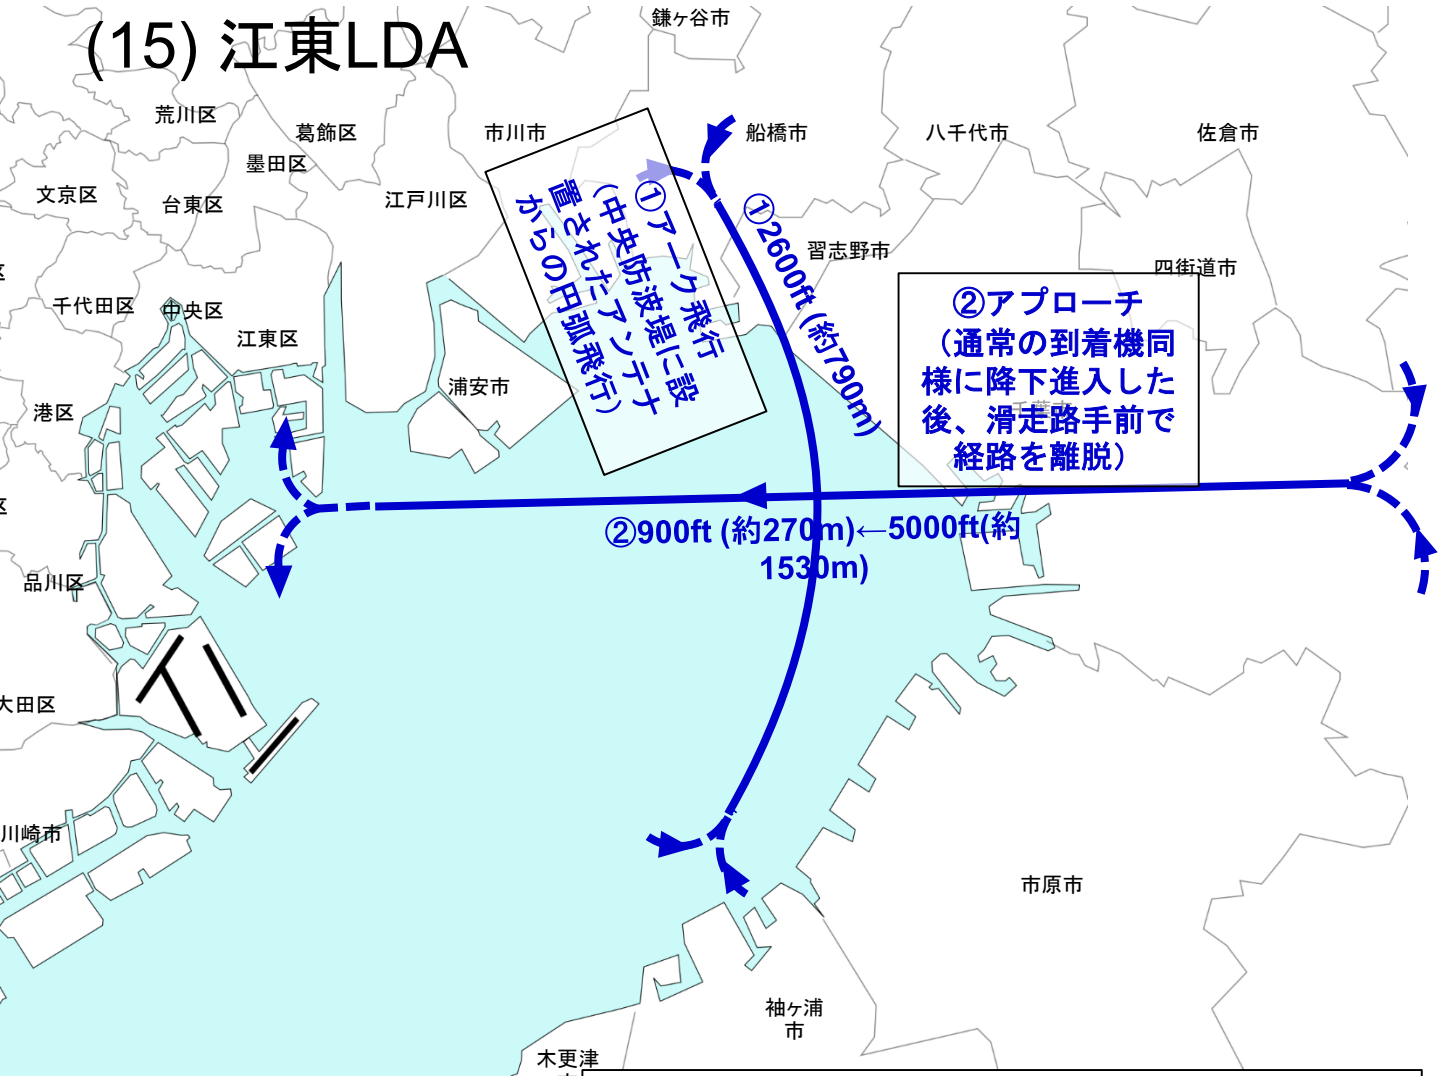 (15) 江東LDA
鎌ヶ谷市
荒川区
葛飾区
市川市
船橋市
八千代市
佐倉市
墨田区
文京区
台東区
江戸川区
①アーク飛行
（中央防波堤に設
置されたアンテナ
からの円弧飛行）
①2600ft (約790m)
習志野市
四街道市
区
千代田区
中央区
江東区
②アプローチ
（通常の到着機同
様に降下進入した
後、滑走路手前で
経路を離脱）
千葉市
浦安市
港区
区
②900ft (約270m)←5000ft(約
1530m)
品川区
大田区
川崎市
市原市
袖ヶ浦
市
木更津